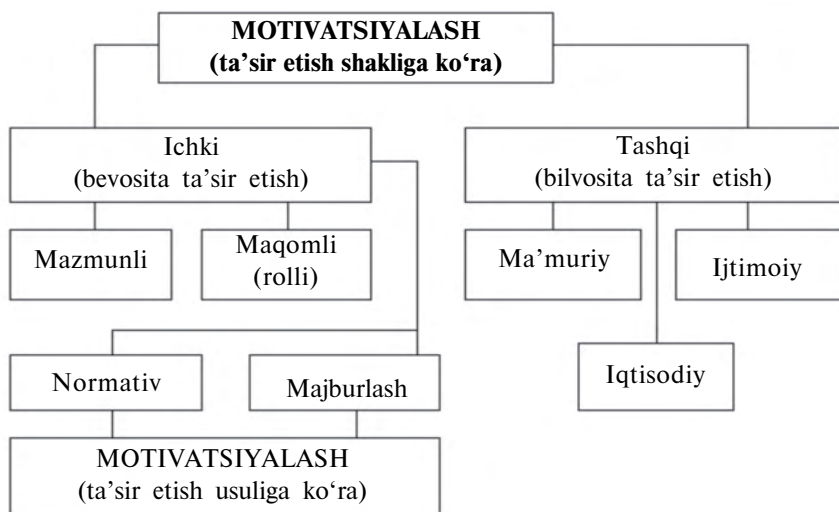 MOTIVATSIYALASH
(ta’sir etish shakliga ko‘ra)
Ichki
(bevosita ta’sir etish)
Tashqi
(bilvosita ta’sir etish)
Mazmunli
Maqomli
(rolli)
Ma’muriy
Ijtimoiy
Normativ
Majburlash
Iqtisodiy
MOTIVATSIYALASH
(ta’sir etish usuliga ko‘ra)